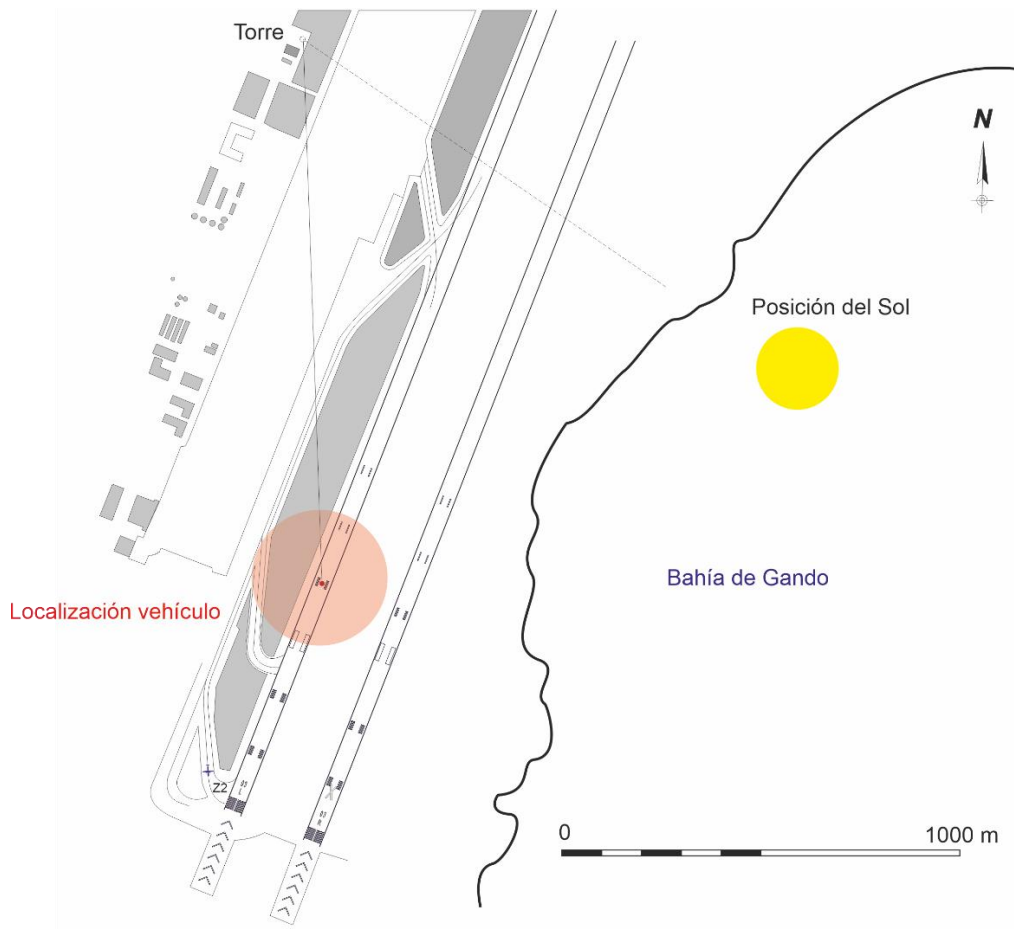 Torre
N
Posición del Sol
Bahía de Gando
Localización vehículo
Z2
0
1000 m